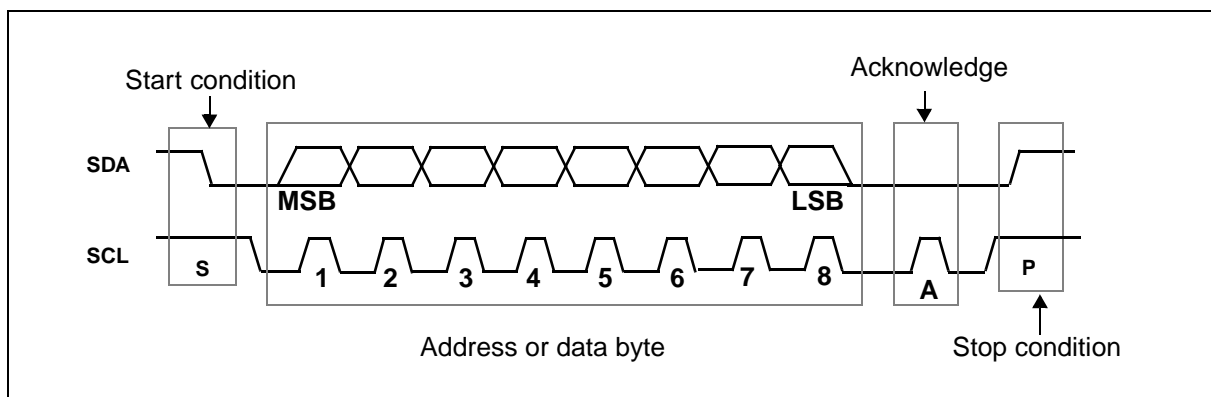 Start condition
Acknowledge
SDA
MSB
LSB
SCL
S
1 2 3 4 5 6 7 8
A
P
Address or data byte
Stop condition